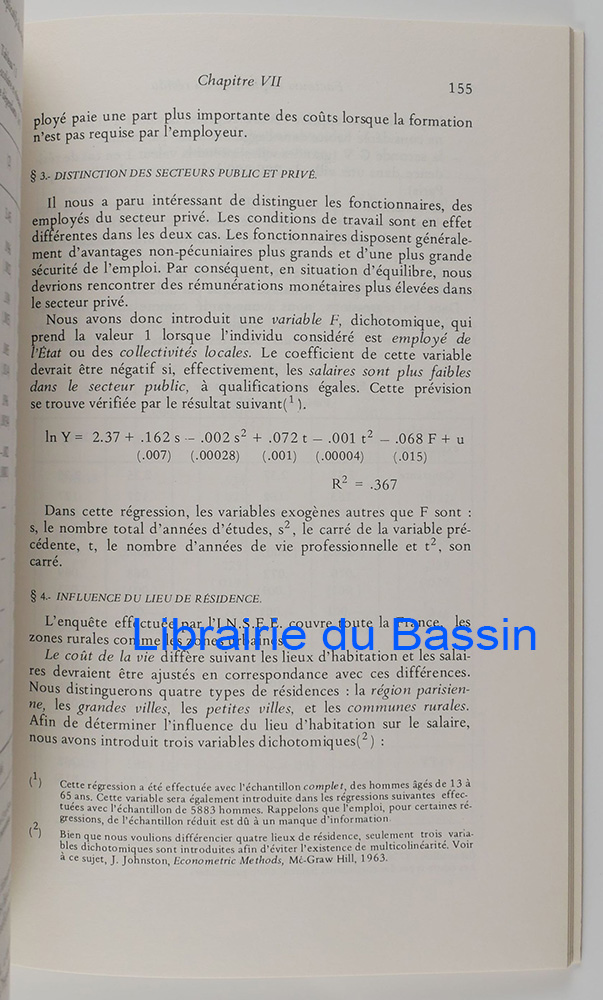 Chapitre VII
155
ployé paie une part plus importante des coûts lorsque la formation
n'est pas requise par l'employeur.
§ 3.- DISTINCTION DES SECTEURS PUBLIC ET PRIVÉ.
Il nous a paru intéressant de distinguer les fonctionnaires, des
employés du secteur privé. Les conditions de travail sont en effet
différentes dans les deux cas. Les fonctionnaires disposent générale-
ment d'avantages non-pécuniaires plus grands et d'une plus grande
sécurité de l'emploi. Par conséquent, en situation d'équilibre, nous
devrions rencontrer des rémunérations monétaires plus élevées dans
le secteur privé.
Nous avons donc introduit une variable F, dichotomique, qui
prend la valeur 1 lorsque l'individu considéré est employé de
l'État ou des collectivités locales. Le coefficient de cette variable
devrait être négatif si, effectivement, les salaires sont plus faibles
dans le secteur public, à qualifications égales. Cette prévision
se trouve vérifiée par le résultat suivant(¹).
ln Y = 2.37 + .162 s – .002 s² + .072 t – .001 t² – .068 F + u
(.007) (.00028) (.001) (.00004) (.015)
R² = .367
Dans cette régression, les variables exogènes autres que F sont :
s, le nombre total d'années d'études, s², le carré de la variable pré-
cédente, t, le nombre d'années de vie professionnelle et t², son
carré.
§ 4.- INFLUENCE DU LIEU DE RÉSIDENCE.
L'enquête effectuée par l'I.N.S.E.E. couvre toute la France, les
zones rurales comme les zones urbaines.
Librairie du Bassin
Le coût de la vie diffère suivant les lieux d'habitation et les salai-
res devraient être ajustés en correspondance avec ces différences.
Nous distinguerons quatre types de résidences : la région parisien-
ne, les grandes villes, les petites villes, et les communes rurales.
Afin de déterminer l'influence du lieu d'habitation sur le salaire,
nous avons introduit trois variables dichotomiques(²) :
(¹) Cette régression a été effectuée avec l'échantillon complet, des hommes âgés de 13 à
65 ans. Cette variable sera également introduite dans les régressions suivantes effec-
tuées avec l'échantillon de 5883 hommes. Rappelons que l'emploi, pour certaines ré-
gressions, de l'échantillon réduit est dû à un manque d'information.
(²) Bien que nous voulions différencier quatre lieux de résidence, seulement trois varia-
bles dichotomiques sont introduites afin d'éviter l'existence de multicolinéarité. Voir
à ce sujet, J. Johnston, Econometric Methods, Mc-Graw Hill, 1963.